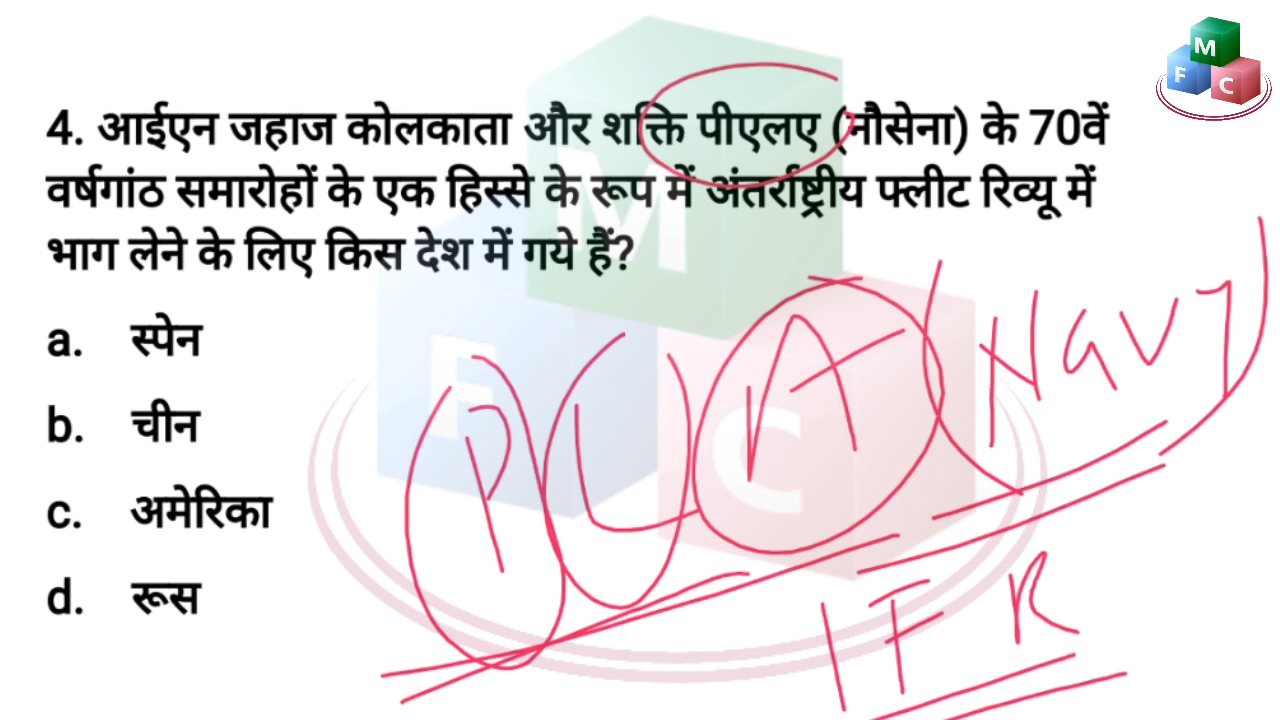 M
F C
4. आईएन जहाज कोलकाता और शक्ति पीएलए (नौसेना) के 70वें
वर्षगांठ समारोहों के एक हिस्से के रूप में अंतर्राष्ट्रीय फ्लीट रिव्यू में
भाग लेने के लिए किस देश में गये हैं?
a. स्पेन
b. चीन
c. अमेरिका
d. रूस
PLA (Navy)
IFR
M
F C